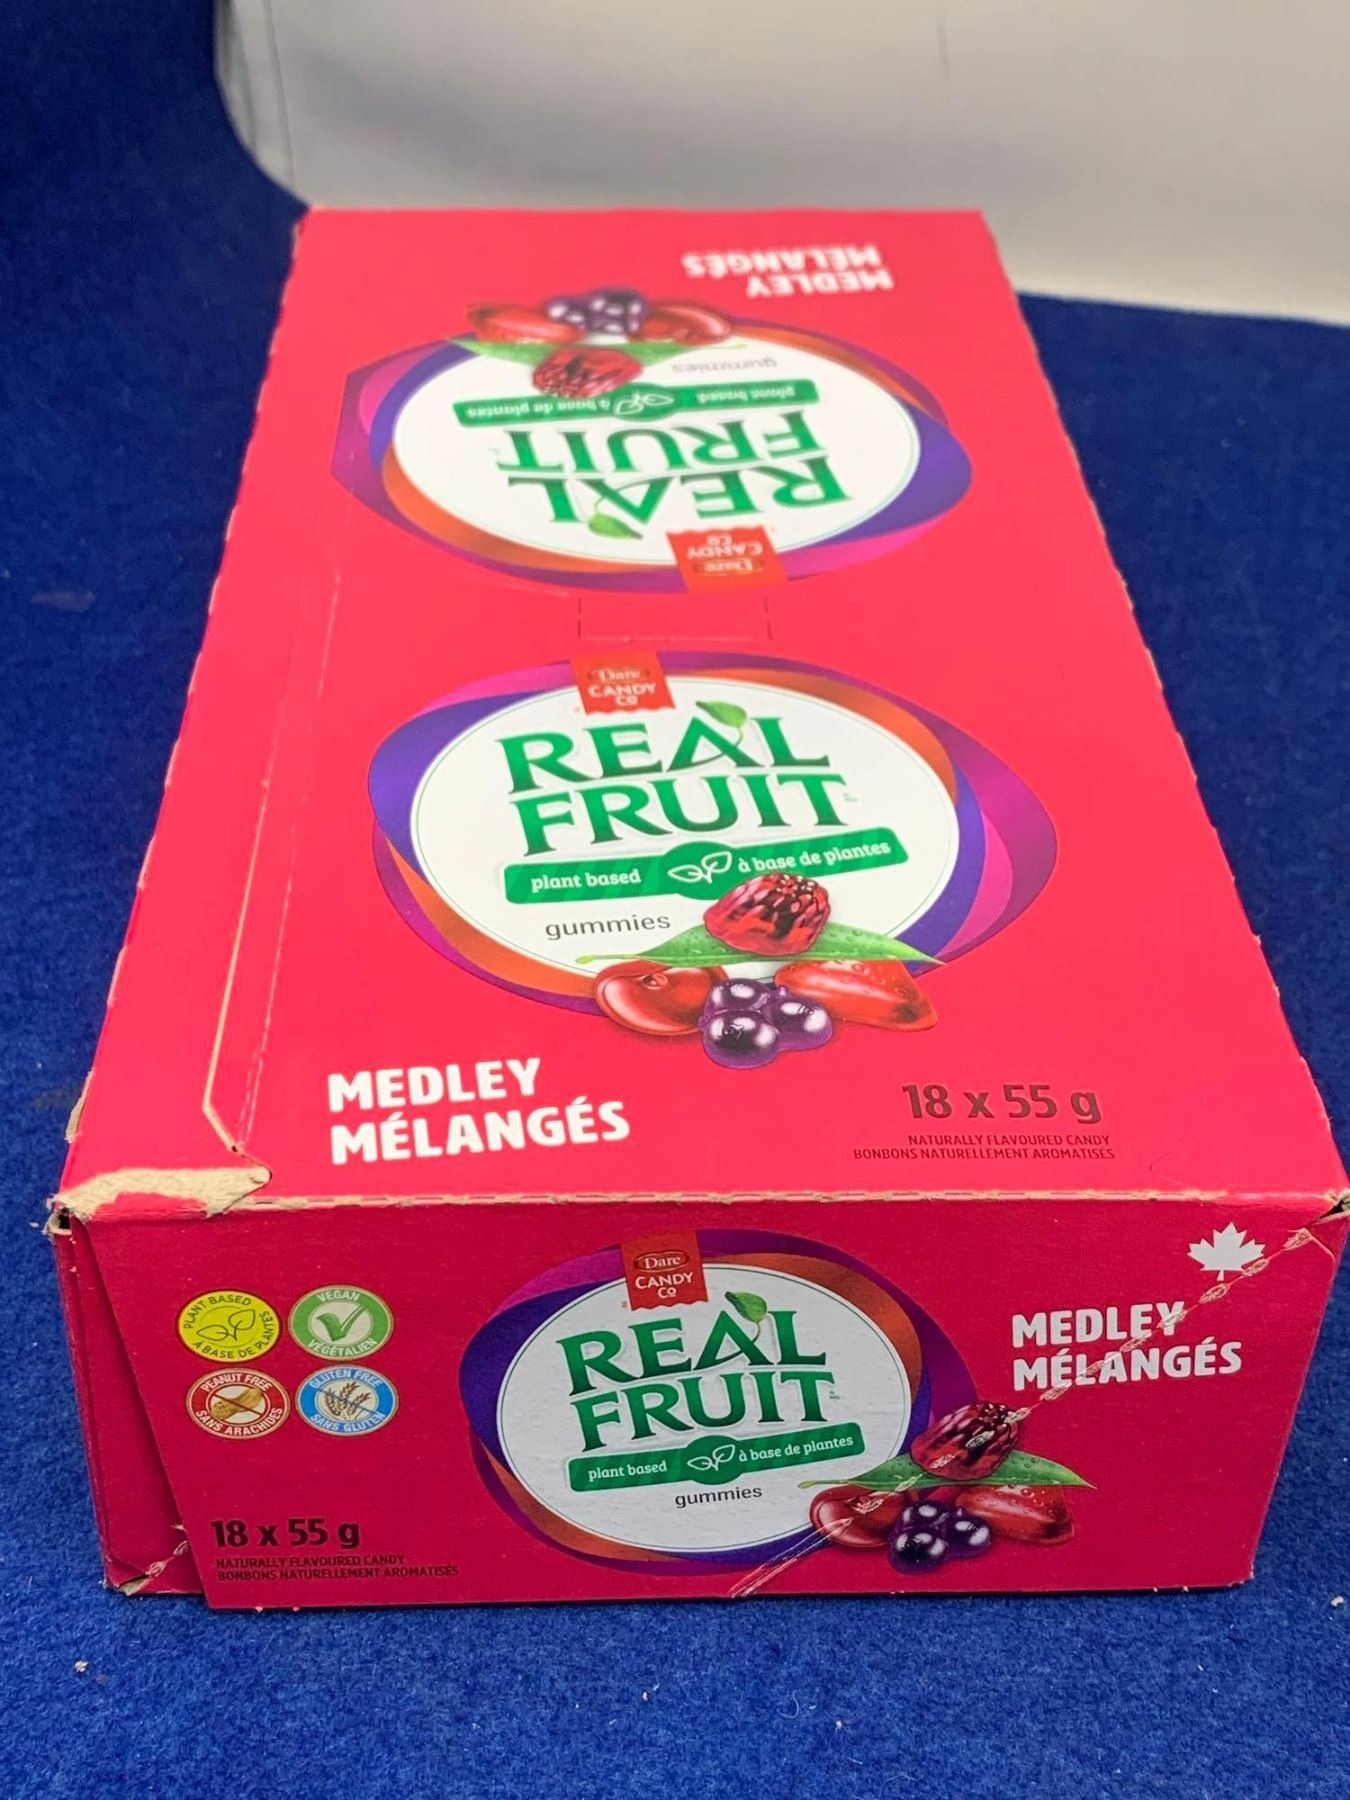 MEDLEY
MÉLANGÉS
gummies
plant based à base de plantes
REAL
FRUIT
Dare
CANDY
CO
Dare
CANDY
CO
REAL
FRUIT
plant based à base de plantes
gummies
MEDLEY
MÉLANGÉS
18 x 55 g
NATURALLY FLAVOURED CANDY
BONBONS NATURELLEMENT AROMATISÉS
PLANT BASED
À BASE DE PLANTES
VEGAN
VÉGÉTALIEN
PEANUT FREE
SANS ARACHIDES
GLUTEN FREE
SANS GLUTEN
Dare
CANDY
CO
REAL
FRUIT
plant based à base de plantes
gummies
MEDLEY
MÉLANGÉS
18 x 55 g
NATURALLY FLAVOURED CANDY
BONBONS NATURELLEMENT AROMATISÉS